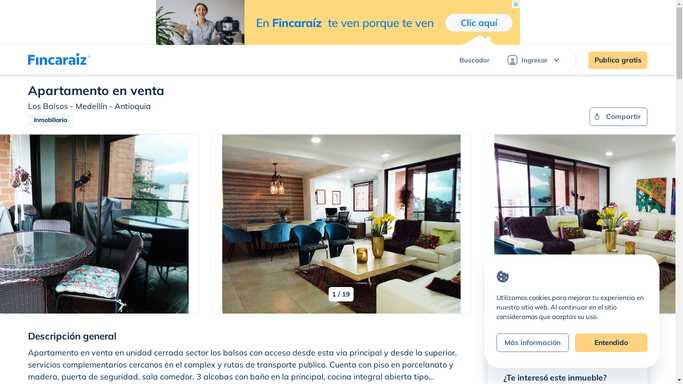 En Fincaraíz te ven porque te ven
Clic aquí
Fincaraiz
Buscador
Ingresar
Publica gratis
Apartamento en venta
Los Balsos - Medellín - Antioquia
Inmobiliaria
Compartir
1 / 19
Utilizamos cookies para mejorar tu experiencia en
nuestro sitio web. Al continuar en el sitio
consideramos que aceptas su uso.
Más información
Entendido
Descripción general
Apartamento en venta en unidad cerrada sector los balsos con acceso desde esta via principal y desde la superior,
servicios complementarios cercanos en el complex y rutas de transporte publico. Cuenta con piso en porcelanato y
madera, puerta de seguridad, sala comedor. 3 alcobas con baño en la principal, cocina integral abierta tipo...
¿Te interesó este inmueble?